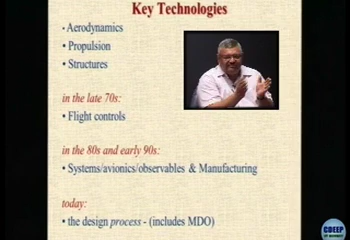 Key Technologies
• Aerodynamics
• Propulsion
• Structures
in the late 70s:
• Flight controls
in the 80s and early 90s:
• Systems/avionics/observables & Manufacturing
today:
• the design process - (includes MDO)
CDEEP